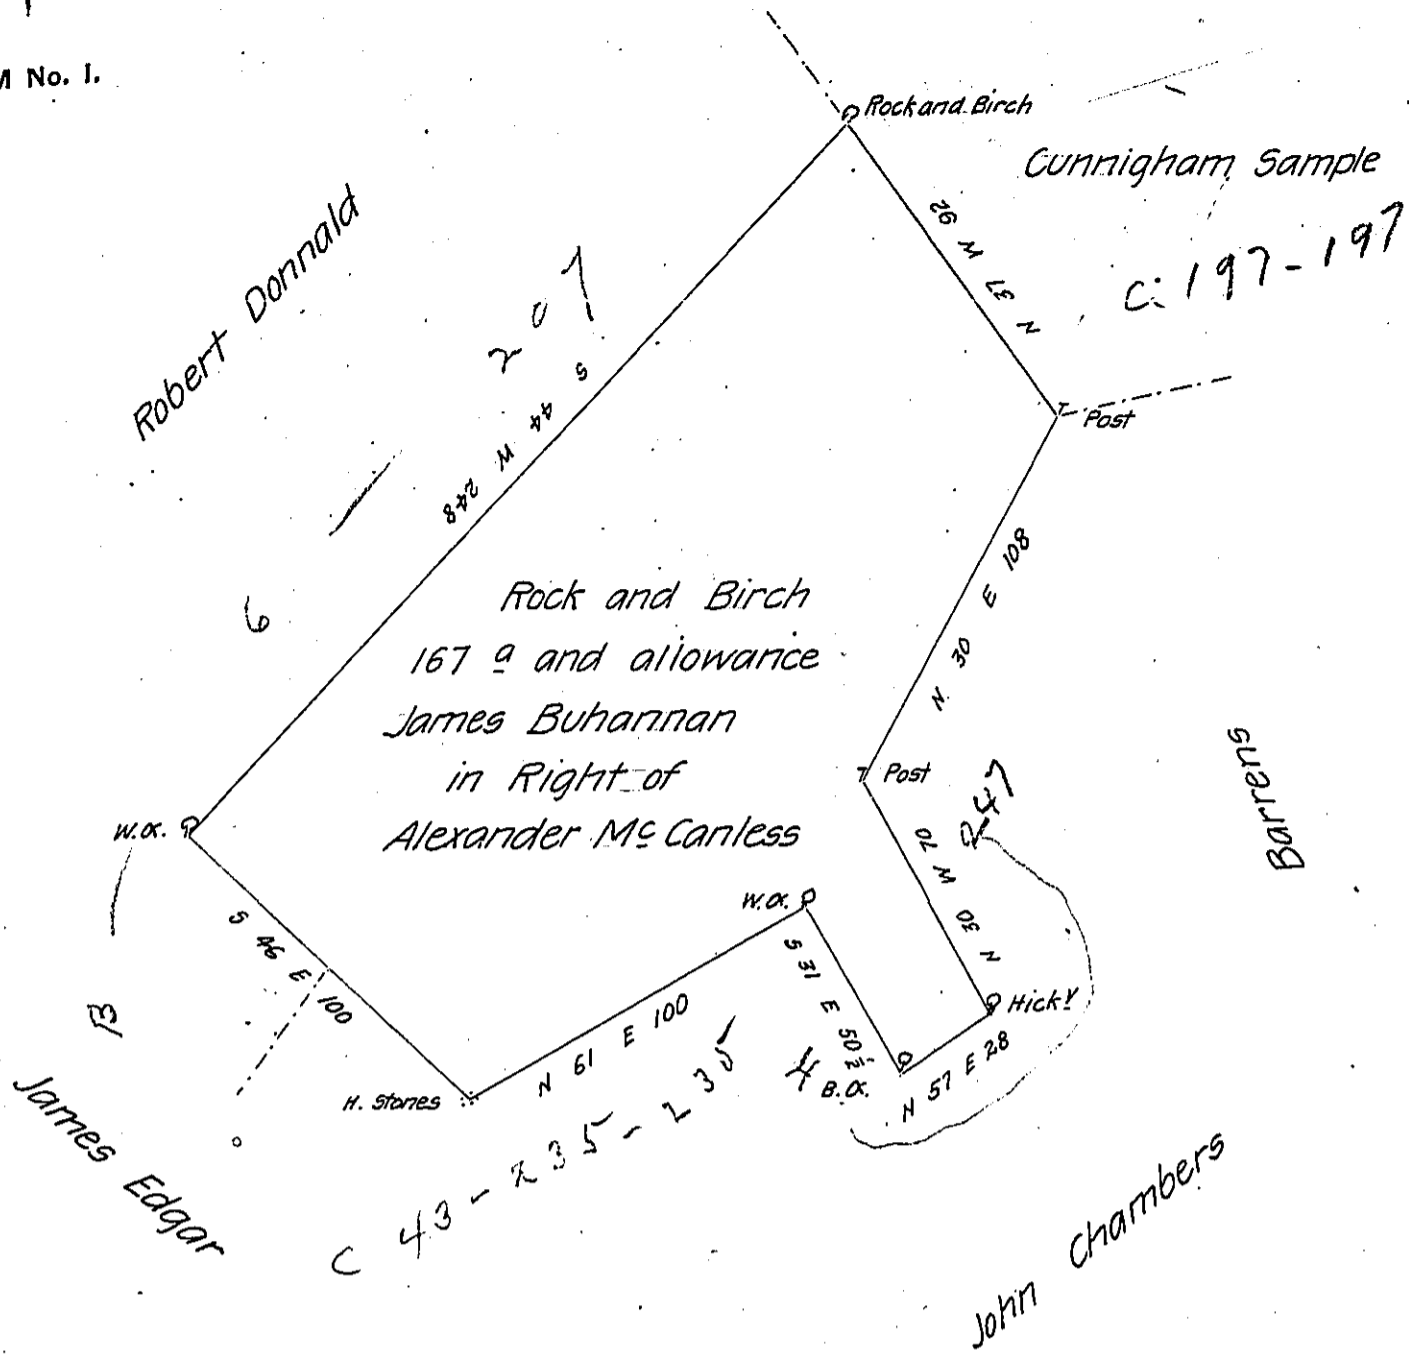 M No. 1.
Rock and Birch
Cunnigham Sample
C. 197-197
N 37 W 92
Post
Robert Donnald
207
S 44 W 248
6
N 30 E 108
Rock and Birch
167 a and allowance
James Buhannan
in Right of
Alexander Mc Canless
Post
247
N 30 W 70
Barrens
W.O.
W.O.
S 46 E 100
S 31 E 50½
Hick.y
B
H. Stones
N 61 E 100
4
B.O.
N 57 E 28
James Edgar
C 43-235-235
John Chambers